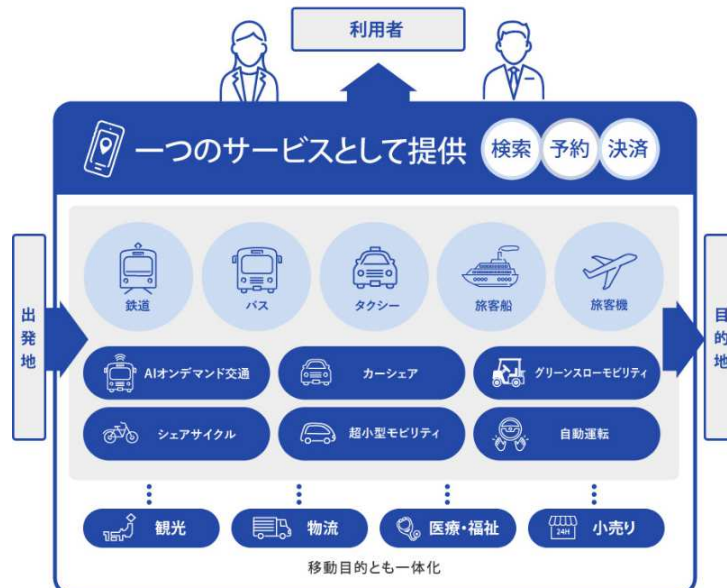 利用者
一つのサービスとして提供
検索
予約
決済
出発地
目的地
鉄道
バス
タクシー
旅客船
旅客機
AIオンデマンド交通
カーシェア
グリーンスローモビリティ
シェアサイクル
超小型モビリティ
自動運転
観光
物流
医療・福祉
24H
小売り
移動目的とも一体化